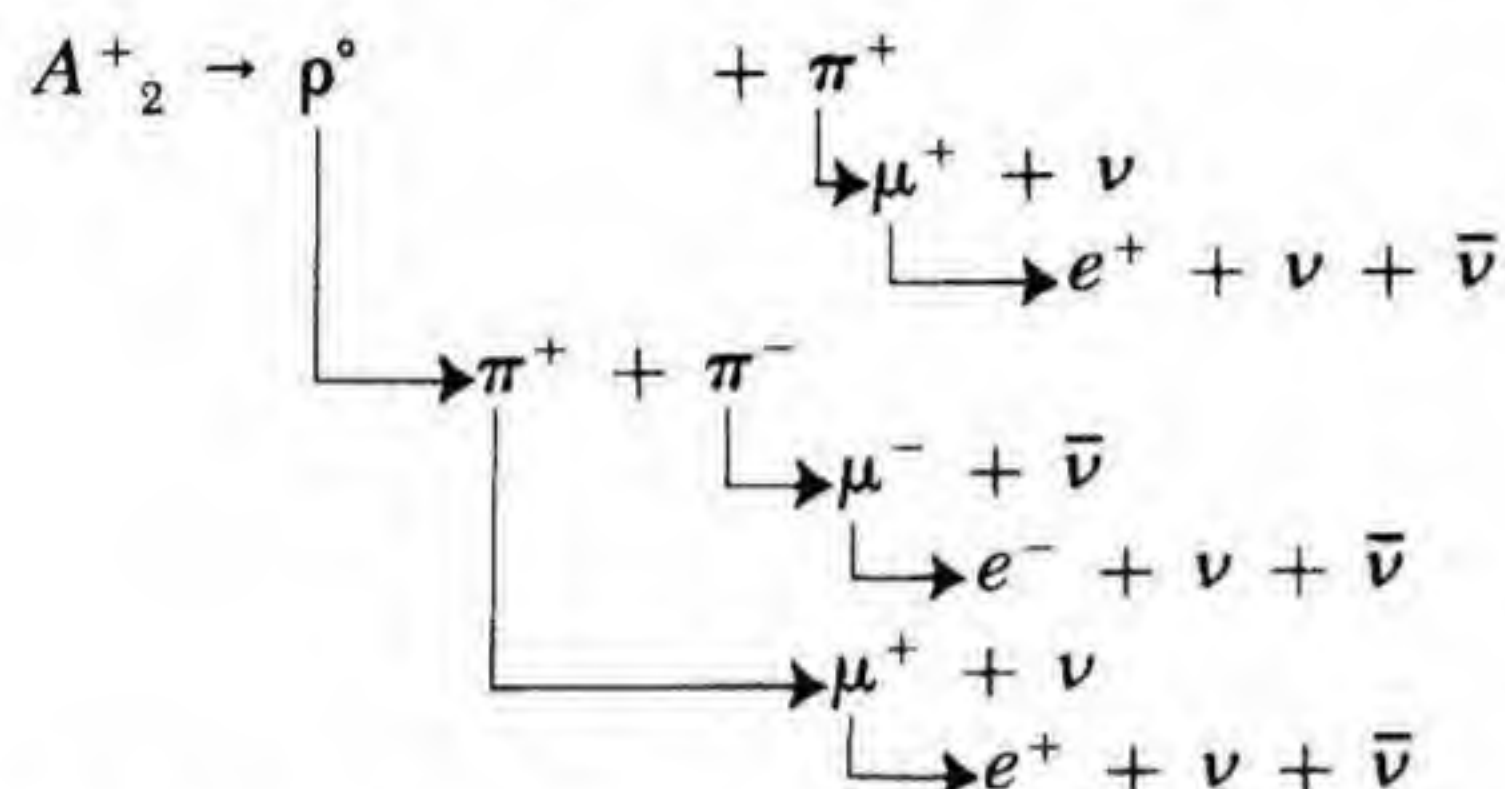 A⁺₂ → ρ° + π⁺
μ⁺ + ν
e⁺ + ν + ν̅
π⁺ + π⁻
μ⁻ + ν̅
e⁻ + ν + ν̅
μ⁺ + ν
e⁺ + ν + ν̅